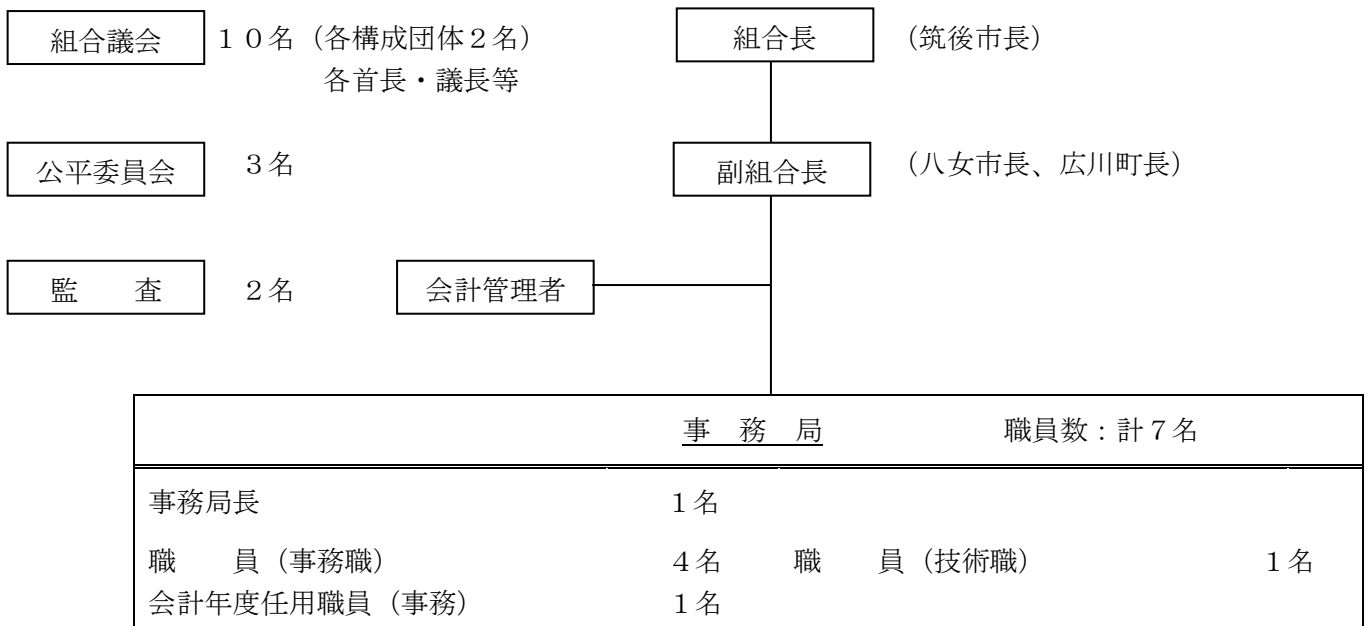 組合議会 １０名（各構成団体２名） 組合長 （筑後市長）
各首長・議長等
公平委員会 ３名 副組合長 （八女市長、広川町長）
監　　査 ２名 会計管理者
事　務　局 職員数：計７名
事務局長 １名
職　　員（事務職） ４名 職　　員（技術職） １名
会計年度任用職員（事務） １名